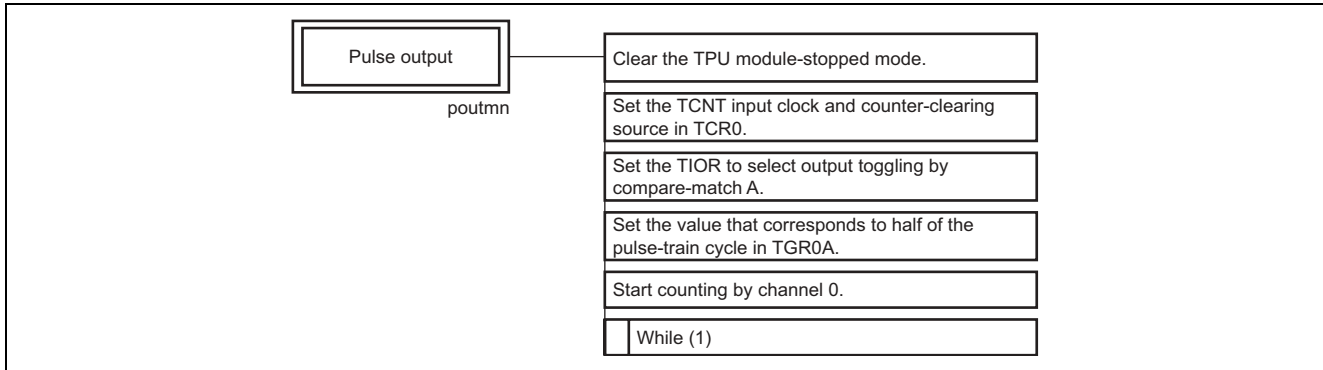 Pulse output
poutmn
Clear the TPU module-stopped mode.
Set the TCNT input clock and counter-clearing
source in TCR0.
Set the TIOR to select output toggling by
compare-match A.
Set the value that corresponds to half of the
pulse-train cycle in TGR0A.
Start counting by channel 0.
While (1)